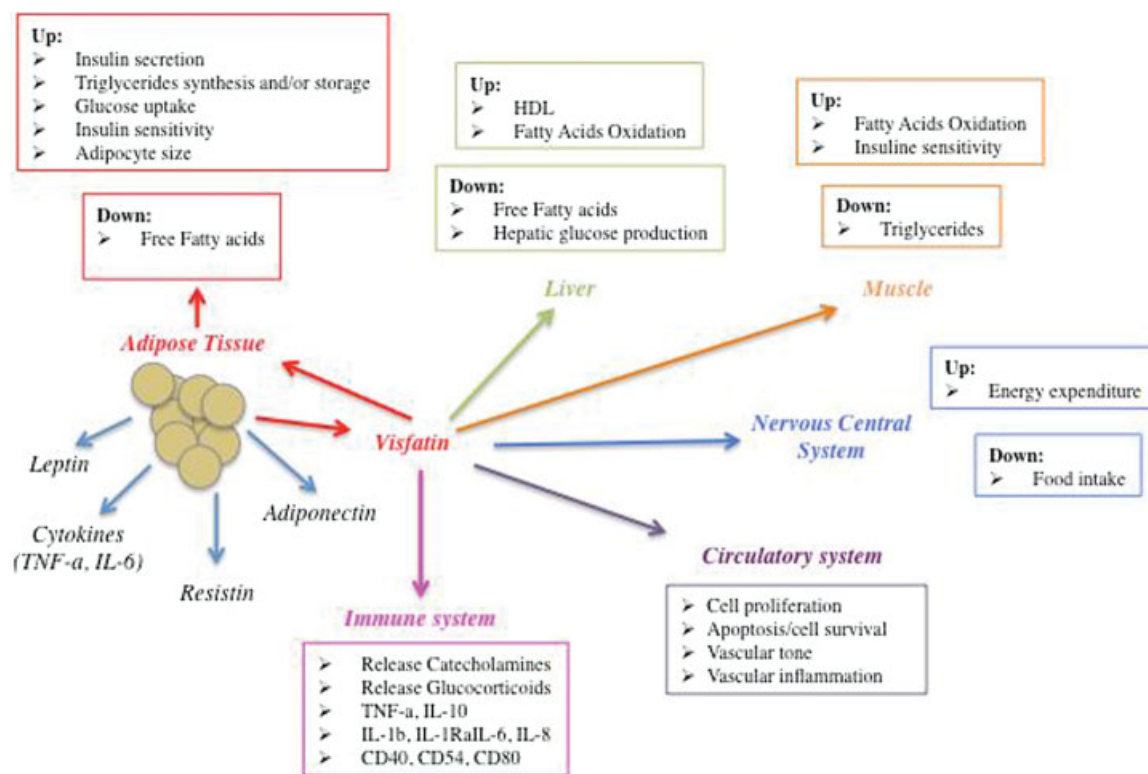 Up:
➢ Insulin secretion
➢ Triglycerides synthesis and/or storage
➢ Glucose uptake
➢ Insulin sensitivity
➢ Adipocyte size
Down:
➢ Free Fatty acids
Adipose Tissue
Up:
➢ HDL
➢ Fatty Acids Oxidation
Down:
➢ Free Fatty acids
➢ Hepatic glucose production
Liver
Up:
➢ Fatty Acids Oxidation
➢ Insuline sensitivity
Down:
➢ Triglycerides
Muscle
Up:
➢ Energy expenditure
Down:
➢ Food intake
Nervous Central
System
Visfatin
Leptin
Cytokines
(TNF-a, IL-6)
Resistin
Adiponectin
Immune system
➢ Release Catecholamines
➢ Release Glucocorticoids
➢ TNF-a, IL-10
➢ IL-1b, IL-1RaIL-6, IL-8
➢ CD40, CD54, CD80
Circulatory system
➢ Cell proliferation
➢ Apoptosis/cell survival
➢ Vascular tone
➢ Vascular inflammation